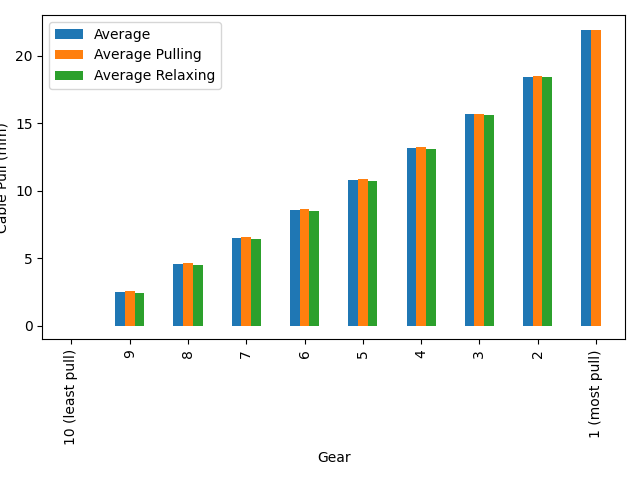 Average
Average Pulling
Average Relaxing
20
15
10
5
0
Cable Pull (mm)
10 (least pull)
9
8
7
6
5
4
3
2
1 (most pull)
Gear